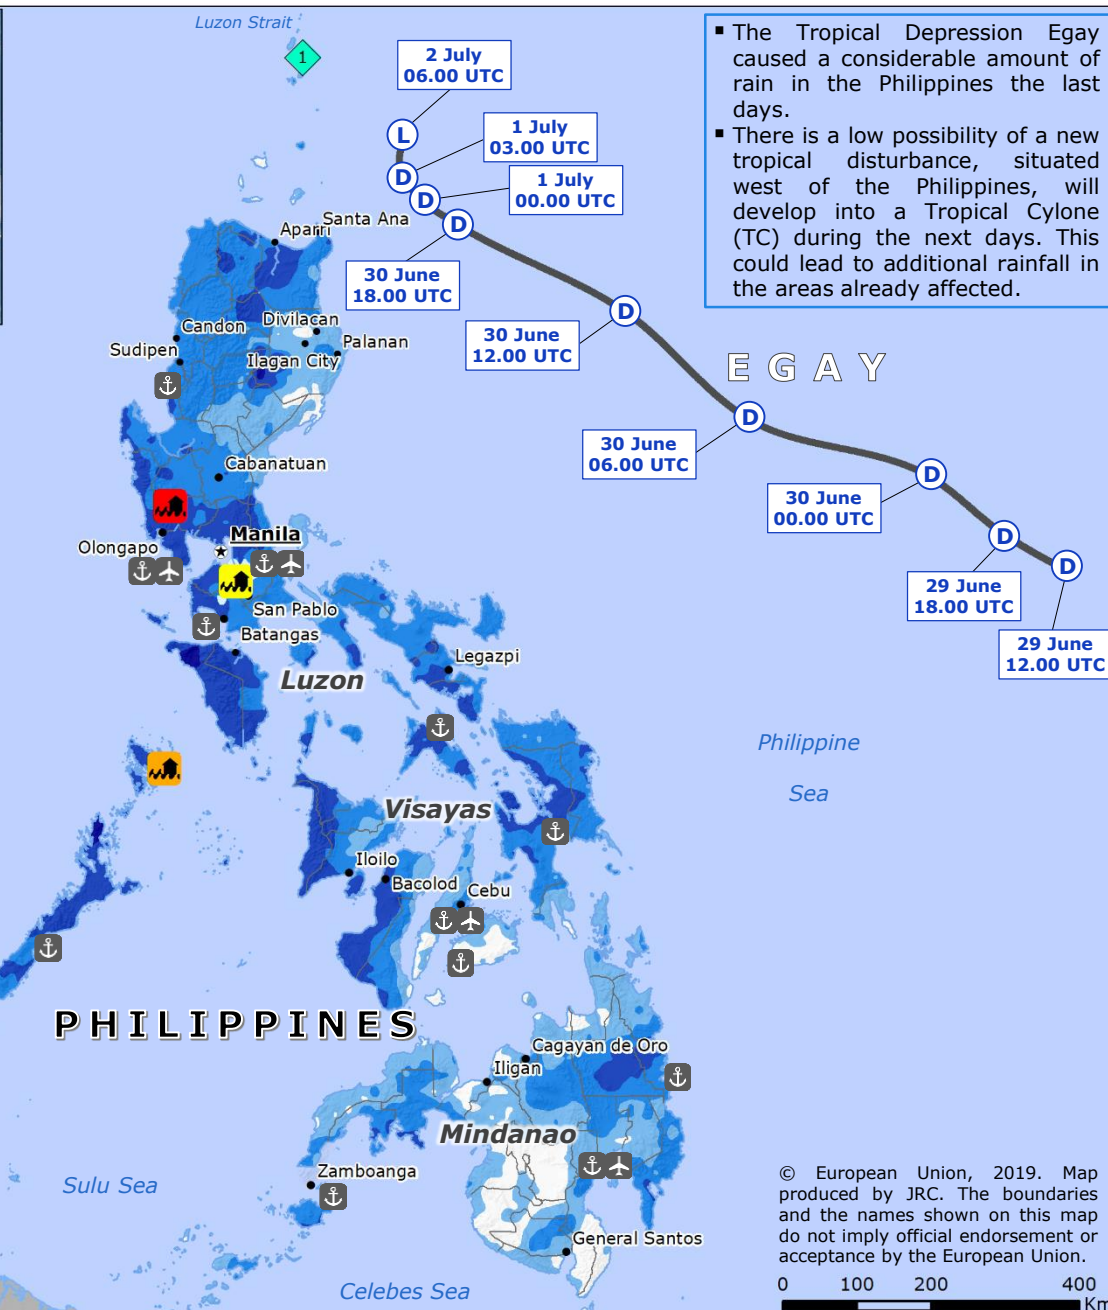 Luzon Strait
1
2 July
06.00 UTC
▪ The Tropical Depression Egay
caused a considerable amount of
rain in the Philippines the last
days.
▪ There is a low possibility of a new
tropical disturbance, situated
west of the Philippines, will
develop into a Tropical Cylone
(TC) during the next days. This
could lead to additional rainfall in
the areas already affected.
L
1 July
03.00 UTC
D
1 July
00.00 UTC
D
D
Santa Ana
Aparri
30 June
18.00 UTC
D
Candon
Divilacan
Palanan
Sudipen
Ilagan City
30 June
12.00 UTC
EGAY
D
30 June
06.00 UTC
Cabanatuan
D
30 June
00.00 UTC
Manila
Olongapo
D
D
29 June
18.00 UTC
San Pablo
Batangas
29 June
12.00 UTC
Legazpi
Luzon
Philippine
Sea
Visayas
Iloilo
Bacolod
Cebu
PHILIPPINES
Cagayan de Oro
Iligan
Mindanao
Zamboanga
Sulu Sea
General Santos
Celebes Sea
© European Union, 2019. Map
produced by JRC. The boundaries
and the names shown on this map
do not imply official endorsement or
acceptance by the European Union.
0 100 200 400
Km